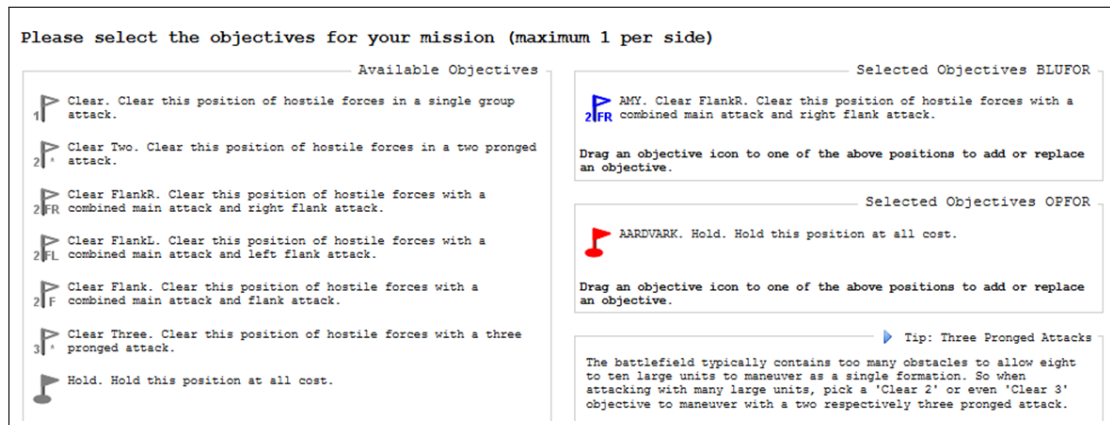 Please select the objectives for your mission (maximum 1 per side)
Available Objectives
1
Clear. Clear this position of hostile forces in a single group
attack.
2
Clear Two. Clear this position of hostile forces in a two pronged
attack.
2 FR
Clear FlankR. Clear this position of hostile forces with a
combined main attack and right flank attack.
2 FL
Clear FlankL. Clear this position of hostile forces with a
combined main attack and left flank attack.
2 F
Clear Flank. Clear this position of hostile forces with a
combined main attack and flank attack.
3
Clear Three. Clear this position of hostile forces with a three
pronged attack.
Hold. Hold this position at all cost.
Selected Objectives BLUFOR
2 FR
AMY. Clear FlankR. Clear this position of hostile forces with a
combined main attack and right flank attack.
Drag an objective icon to one of the above positions to add or replace
an objective.
Selected Objectives OPFOR
AARDVARK. Hold. Hold this position at all cost.
Drag an objective icon to one of the above positions to add or replace
an objective.
Tip: Three Pronged Attacks
The battlefield typically contains too many obstacles to allow eight
to ten large units to maneuver as a single formation. So when
attacking with many large units, pick a 'Clear 2' or even 'Clear 3'
objective to maneuver with a two respectively three pronged attack.